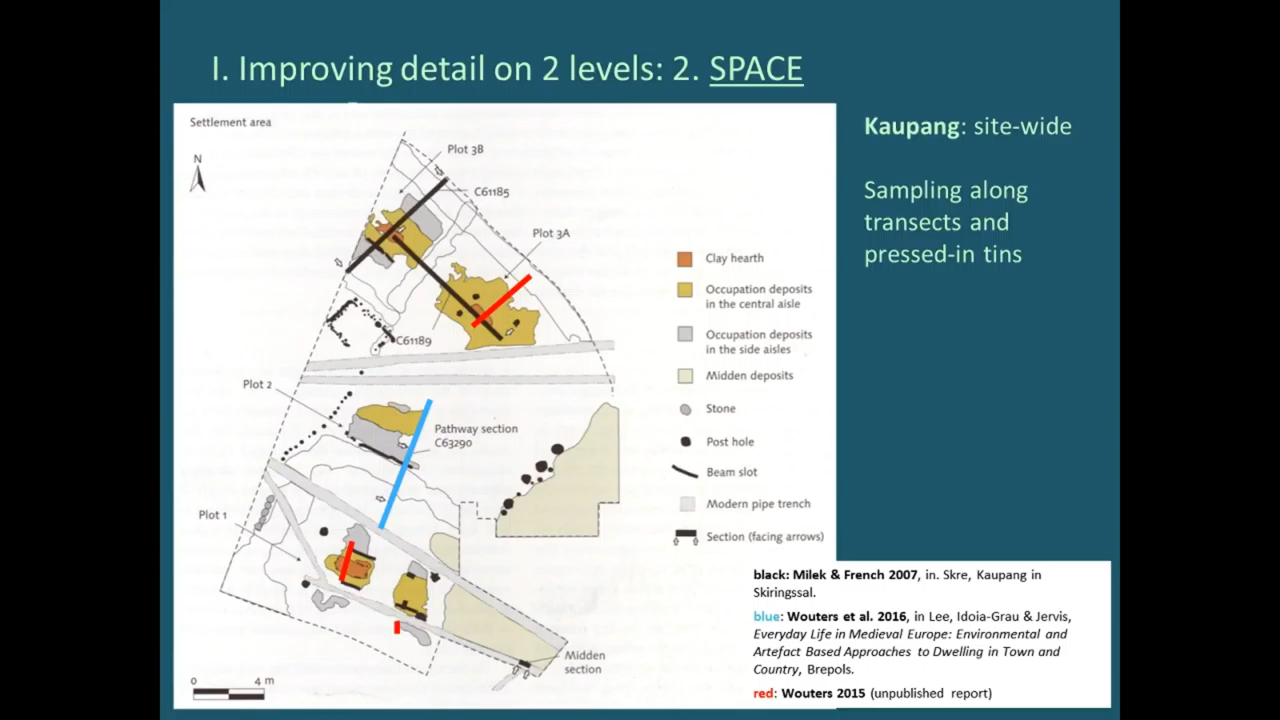 I. Improving detail on 2 levels: 2. SPACE
Settlement area
N
Plot 3B
C61185
Plot 3A
C61189
Plot 2
Pathway section
C63290
Plot 1
Midden
section
0 4 m
Clay hearth
Occupation deposits
in the central aisle
Occupation deposits
in the side aisles
Midden deposits
Stone
Post hole
Beam slot
Modern pipe trench
Section (facing arrows)
Kaupang: site-wide
Sampling along
transects and
pressed-in tins
black: Milek & French 2007, in. Skre, Kaupang in
Skiringssal.
blue: Wouters et al. 2016, in Lee, Idoia-Grau & Jervis,
Everyday Life in Medieval Europe: Environmental and
Artefact Based Approaches to Dwelling in Town and
Country, Brepols.
red: Wouters 2015 (unpublished report)